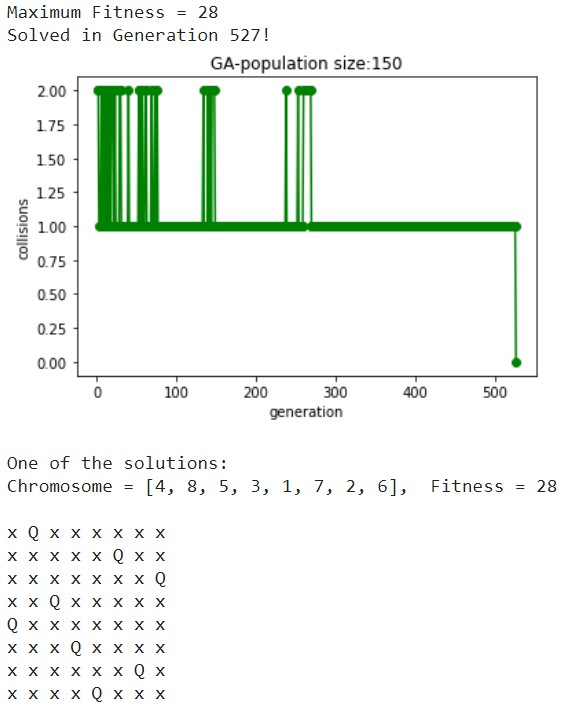 Maximum Fitness = 28
Solved in Generation 527!
GA-population size:150
2.00
1.75
1.50
1.25
1.00
0.75
0.50
0.25
0.00
collisions
0 100 200 300 400 500
generation
One of the solutions:
Chromosome = [4, 8, 5, 3, 1, 7, 2, 6],  Fitness = 28
x Q x x x x x x
x x x x x Q x x
x x x x x x x Q
x x Q x x x x x
Q x x x x x x x
x x x Q x x x x
x x x x x x Q x
x x x x Q x x x